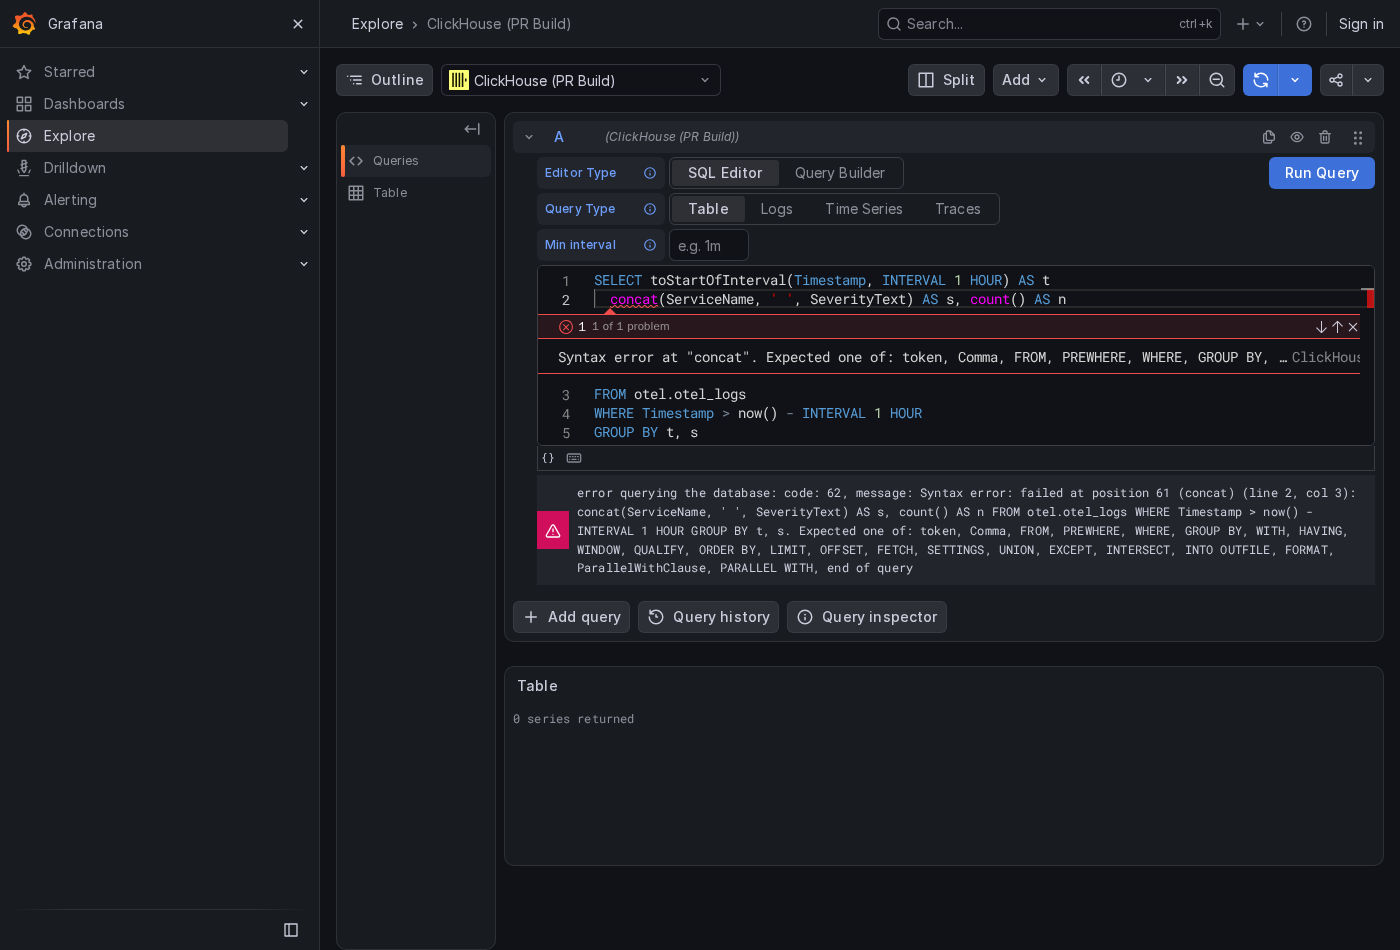 Grafana
Explore › ClickHouse (PR Build)
Search...
ctrl+k
Sign in
Starred
Dashboards
Explore
Drilldown
Alerting
Connections
Administration
Outline
ClickHouse (PR Build)
Split
Add
Queries
Table
A
(ClickHouse (PR Build))
Editor Type
SQL Editor
Query Builder
Run Query
Query Type
Table
Logs
Time Series
Traces
Min interval
e.g. 1m
1 SELECT toStartOfInterval(Timestamp, INTERVAL 1 HOUR) AS t
2 concat(ServiceName, ' ', SeverityText) AS s, count() AS n
1 1 of 1 problem
Syntax error at "concat". Expected one of: token, Comma, FROM, PREWHERE, WHERE, GROUP BY, … ClickHous
3 FROM otel.otel_logs
4 WHERE Timestamp > now() - INTERVAL 1 HOUR
5 GROUP BY t, s
{}
error querying the database: code: 62, message: Syntax error: failed at position 61 (concat) (line 2, col 3):
concat(ServiceName, ' ', SeverityText) AS s, count() AS n FROM otel.otel_logs WHERE Timestamp > now() -
INTERVAL 1 HOUR GROUP BY t, s. Expected one of: token, Comma, FROM, PREWHERE, WHERE, GROUP BY, WITH, HAVING,
WINDOW, QUALIFY, ORDER BY, LIMIT, OFFSET, FETCH, SETTINGS, UNION, EXCEPT, INTERSECT, INTO OUTFILE, FORMAT,
ParallelWithClause, PARALLEL WITH, end of query
Add query
Query history
Query inspector
Table
0 series returned